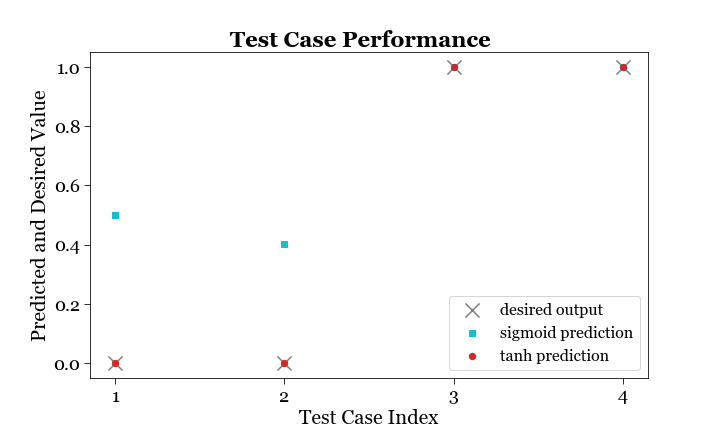 Test Case Performance
Predicted and Desired Value
1.0
0.8
0.6
0.4
0.2
0.0
desired output
sigmoid prediction
tanh prediction
1 2 3 4
Test Case Index